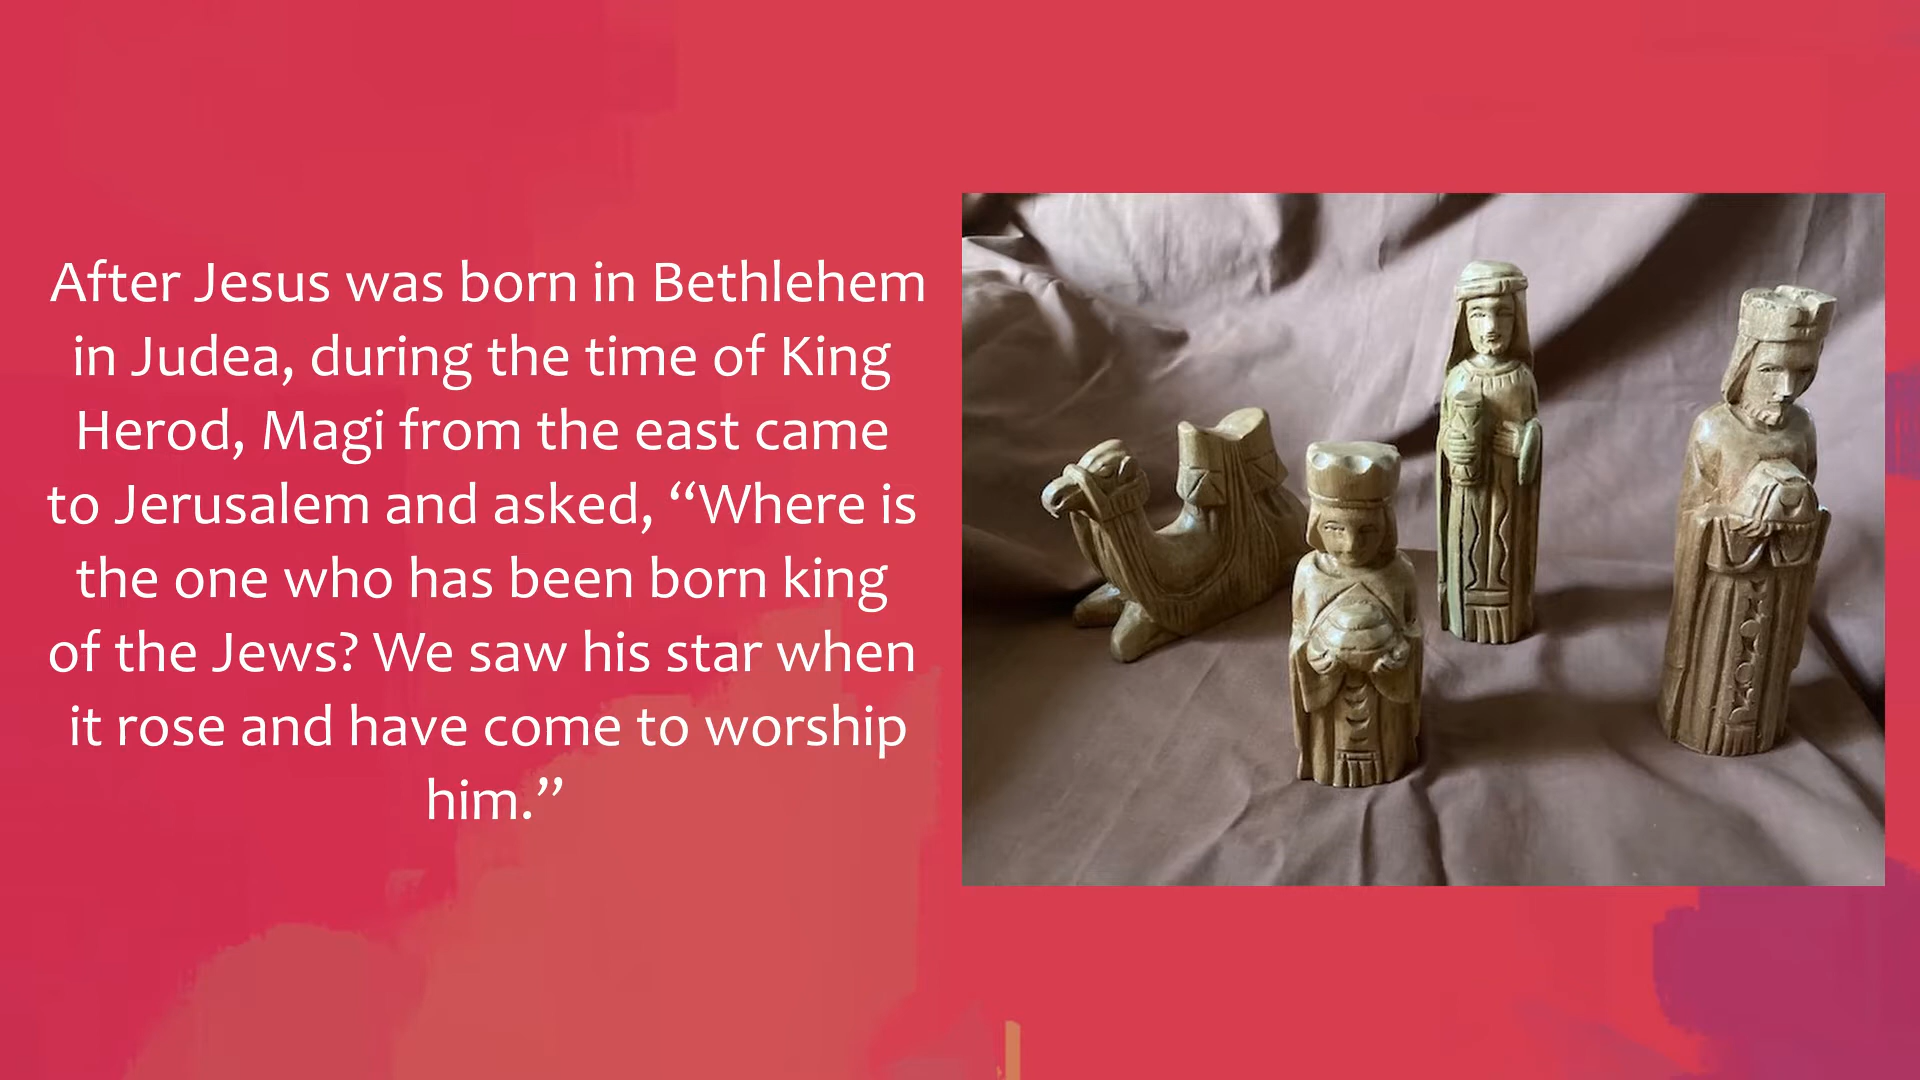 After Jesus was born in Bethlehem
in Judea, during the time of King
Herod, Magi from the east came
to Jerusalem and asked, “Where is
the one who has been born king
of the Jews? We saw his star when
it rose and have come to worship
him.”